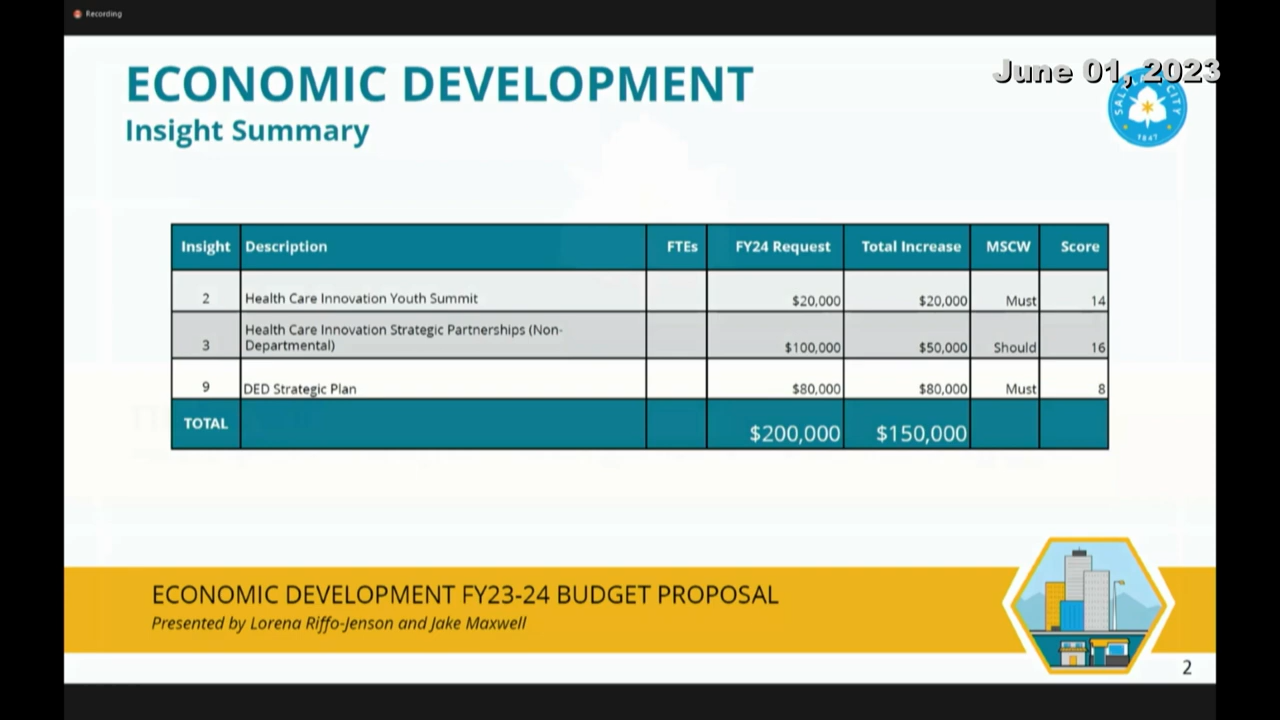 Recording
June 01, 2023
ECONOMIC DEVELOPMENT
Insight Summary
Insight Description FTEs FY24 Request Total Increase MSCW Score
2 Health Care Innovation Youth Summit $20,000 $20,000 Must 14
Health Care Innovation Strategic Partnerships (Non-
3 Departmental) $100,000 $50,000 Should 16
9 DED Strategic Plan $80,000 $80,000 Must 8
TOTAL $200,000 $150,000
ECONOMIC DEVELOPMENT FY23-24 BUDGET PROPOSAL
Presented by Lorena Riffo-Jenson and Jake Maxwell
2
SALT CITY
1847